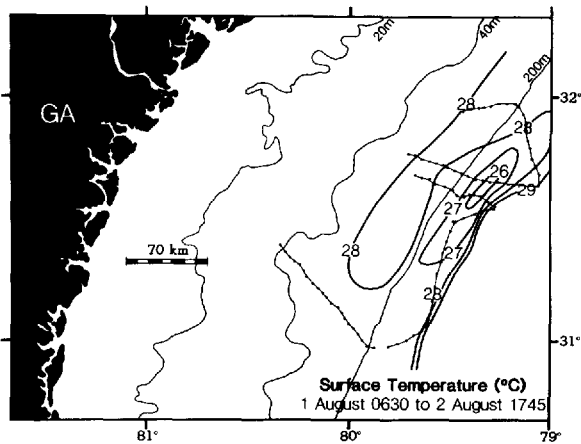 20m
40m
200m
32°
GA
28
28
26
29
27
70 km
28
27
28
31°
Surface Temperature (°C)
1 August 0630 to 2 August 1745
81°
80°
79°